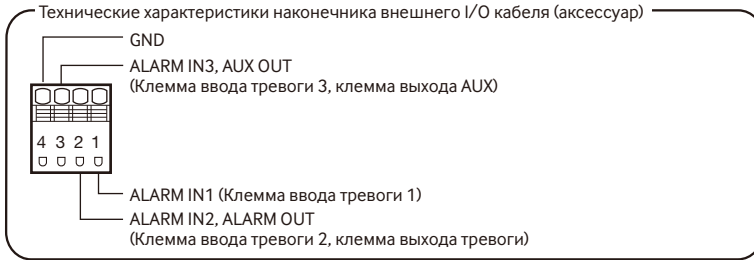 Технические характеристики наконечника внешнего I/O кабеля (аксессуар)
GND
ALARM IN3, AUX OUT
(Клемма ввода тревоги 3, клемма выхода AUX)
4 3 2 1
ALARM IN1 (Клемма ввода тревоги 1)
ALARM IN2, ALARM OUT
(Клемма ввода тревоги 2, клемма выхода тревоги)